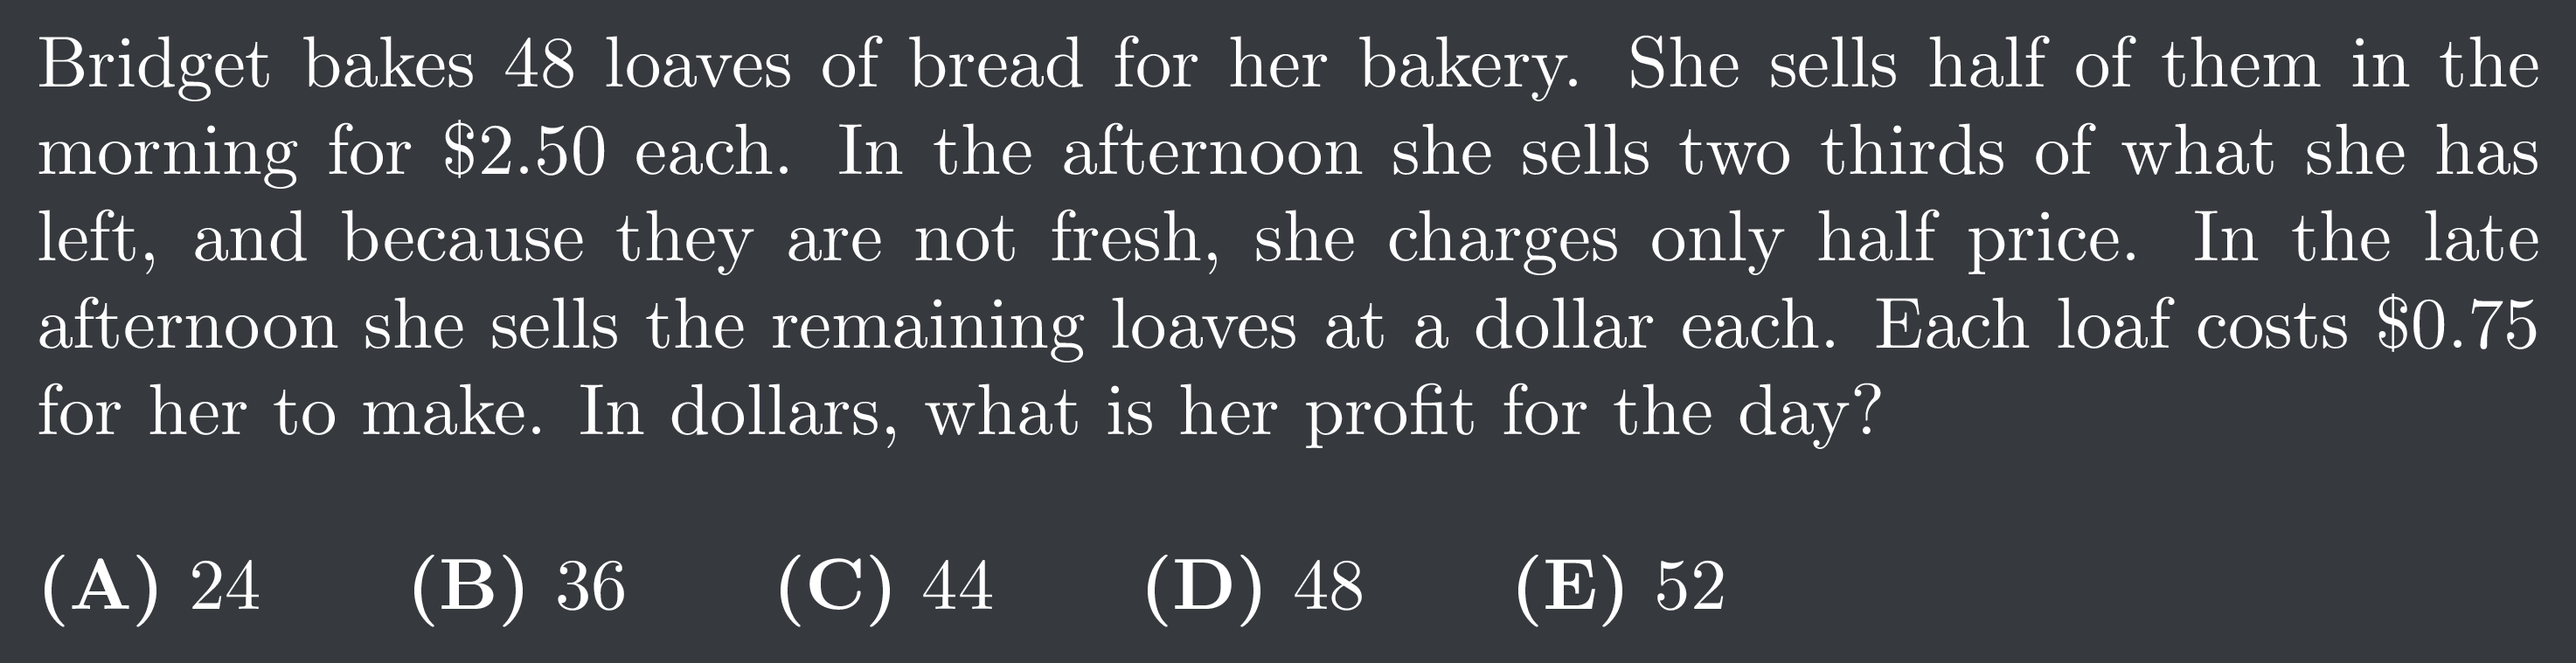 Bridget bakes 48 loaves of bread for her bakery. She sells half of them in the
morning for $2.50 each. In the afternoon she sells two thirds of what she has
left, and because they are not fresh, she charges only half price. In the late
afternoon she sells the remaining loaves at a dollar each. Each loaf costs $0.75
for her to make. In dollars, what is her profit for the day?
(A) 24 (B) 36 (C) 44 (D) 48 (E) 52